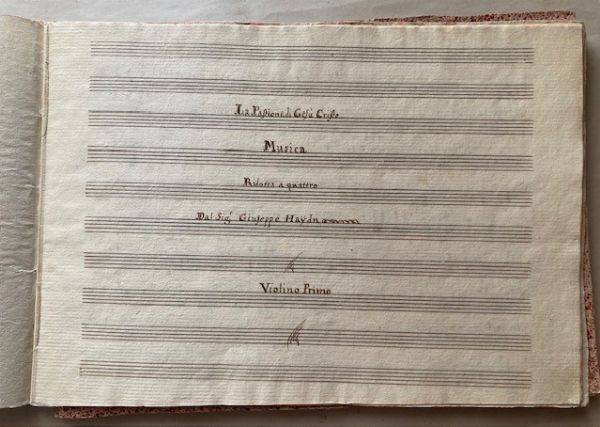 La Paſsione di Gesù Criſto
Musica
Ridotta a quattro
Dal Sig.r Giuseppe Haydn
Violino Primo